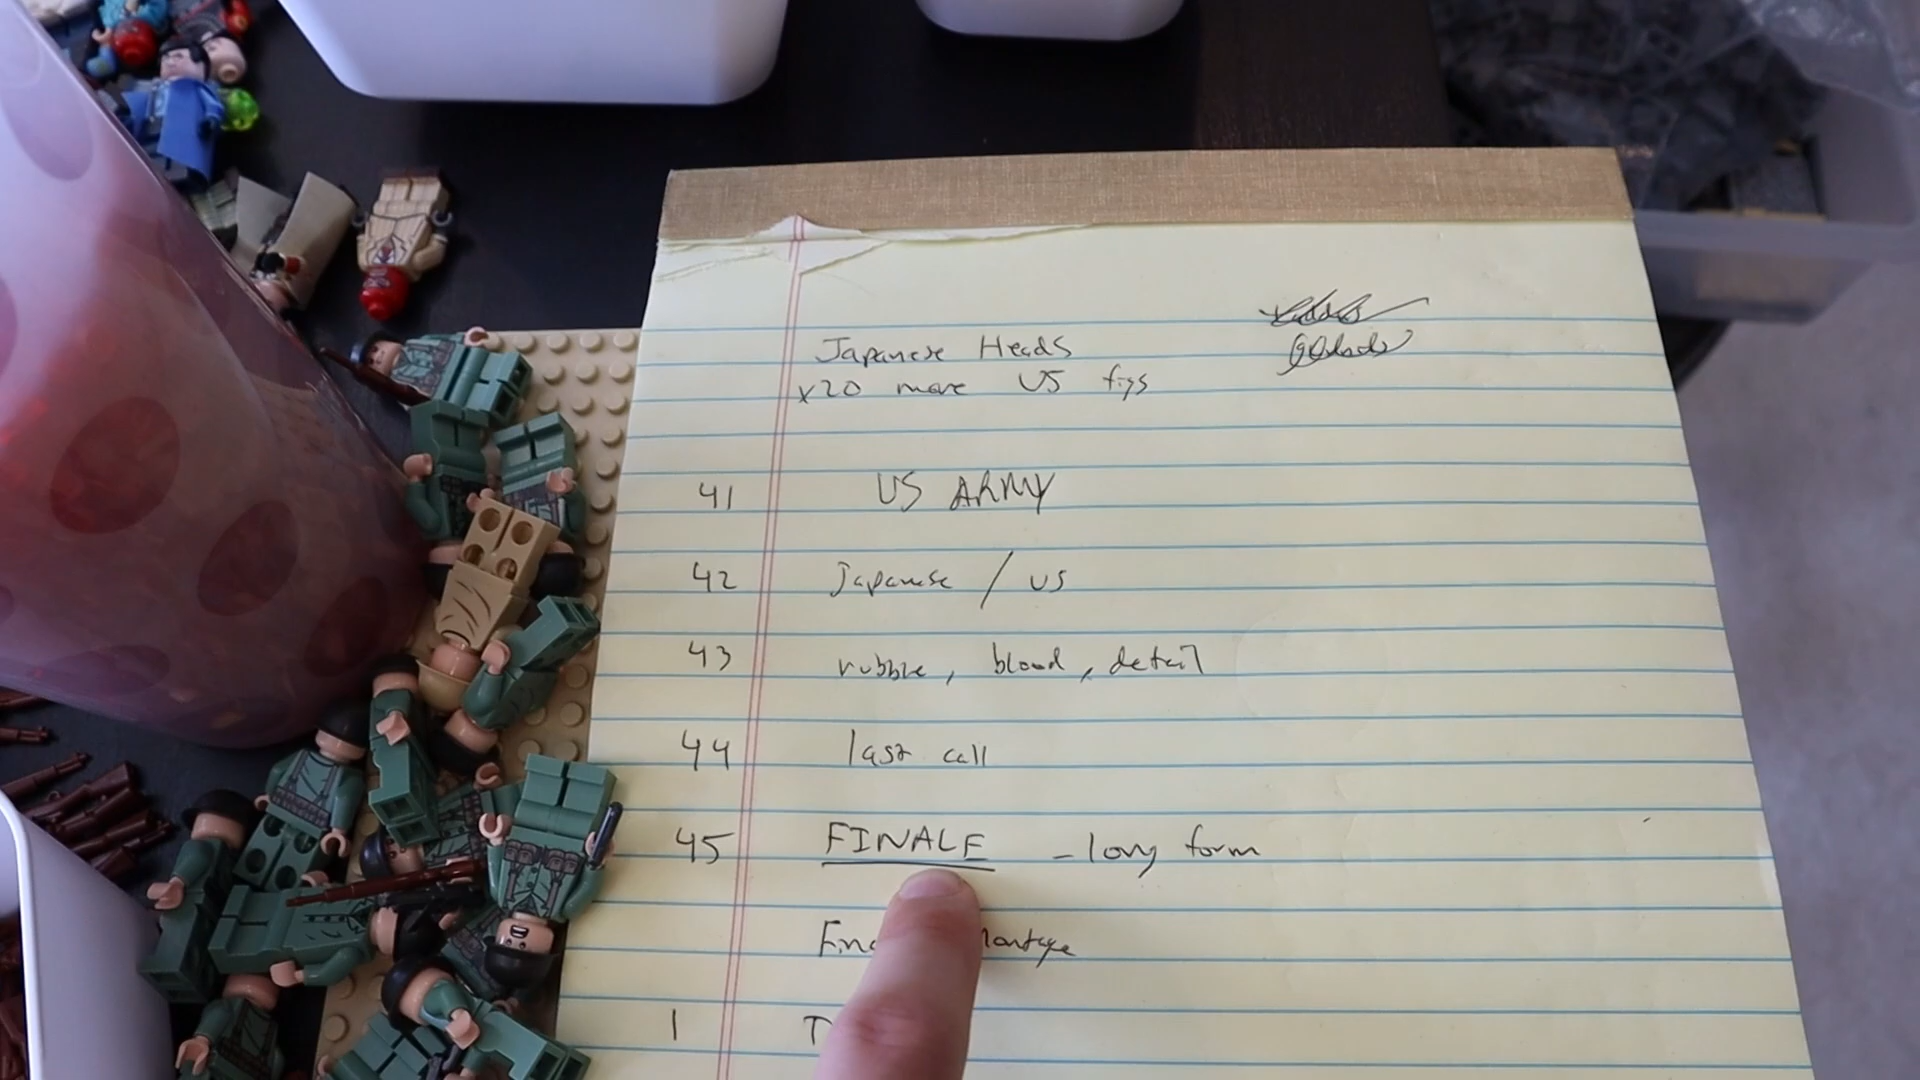 Japanese Heads
x20 more US figs
41 US ARMY
42 Japanese / US
43 rubble, blood, detail
44 last call
45 FINALE - long form
1